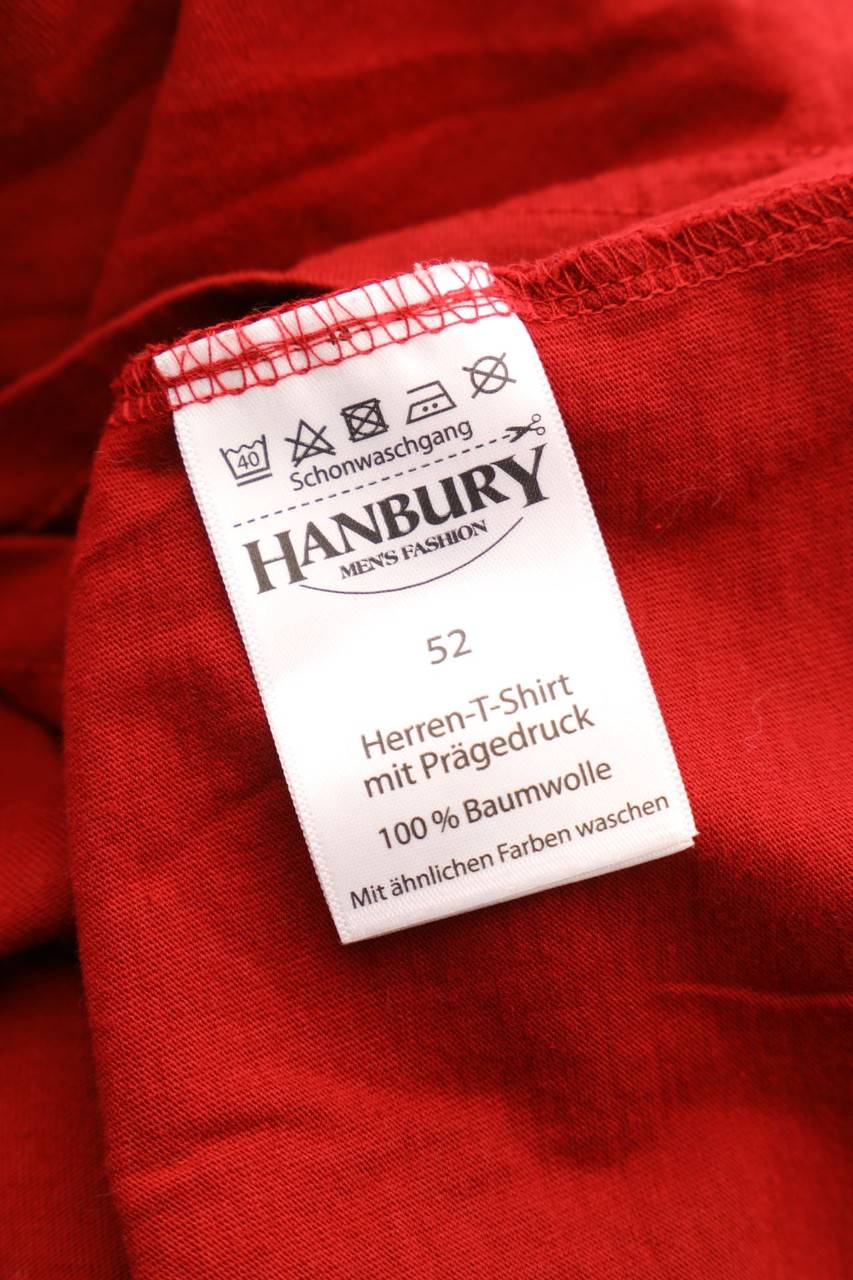 40
Schonwaschgang
HANBURY
MEN'S FASHION
52
Herren-T-Shirt
mit Prägedruck
100 % Baumwolle
Mit ähnlichen Farben waschen